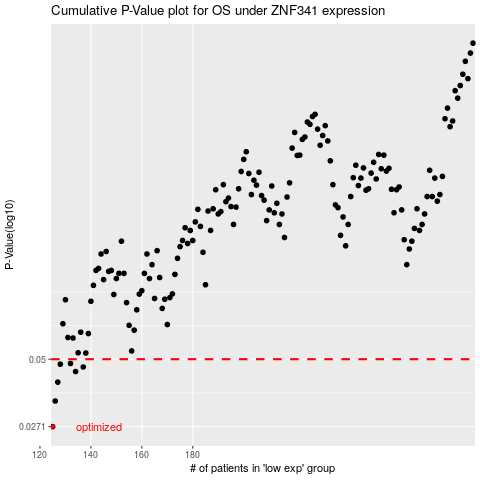 Cumulative P-Value plot for OS under ZNF341 expression
P-Value(log10)
0.05
0.0271
optimized
120 140 160 180
# of patients in 'low exp' group